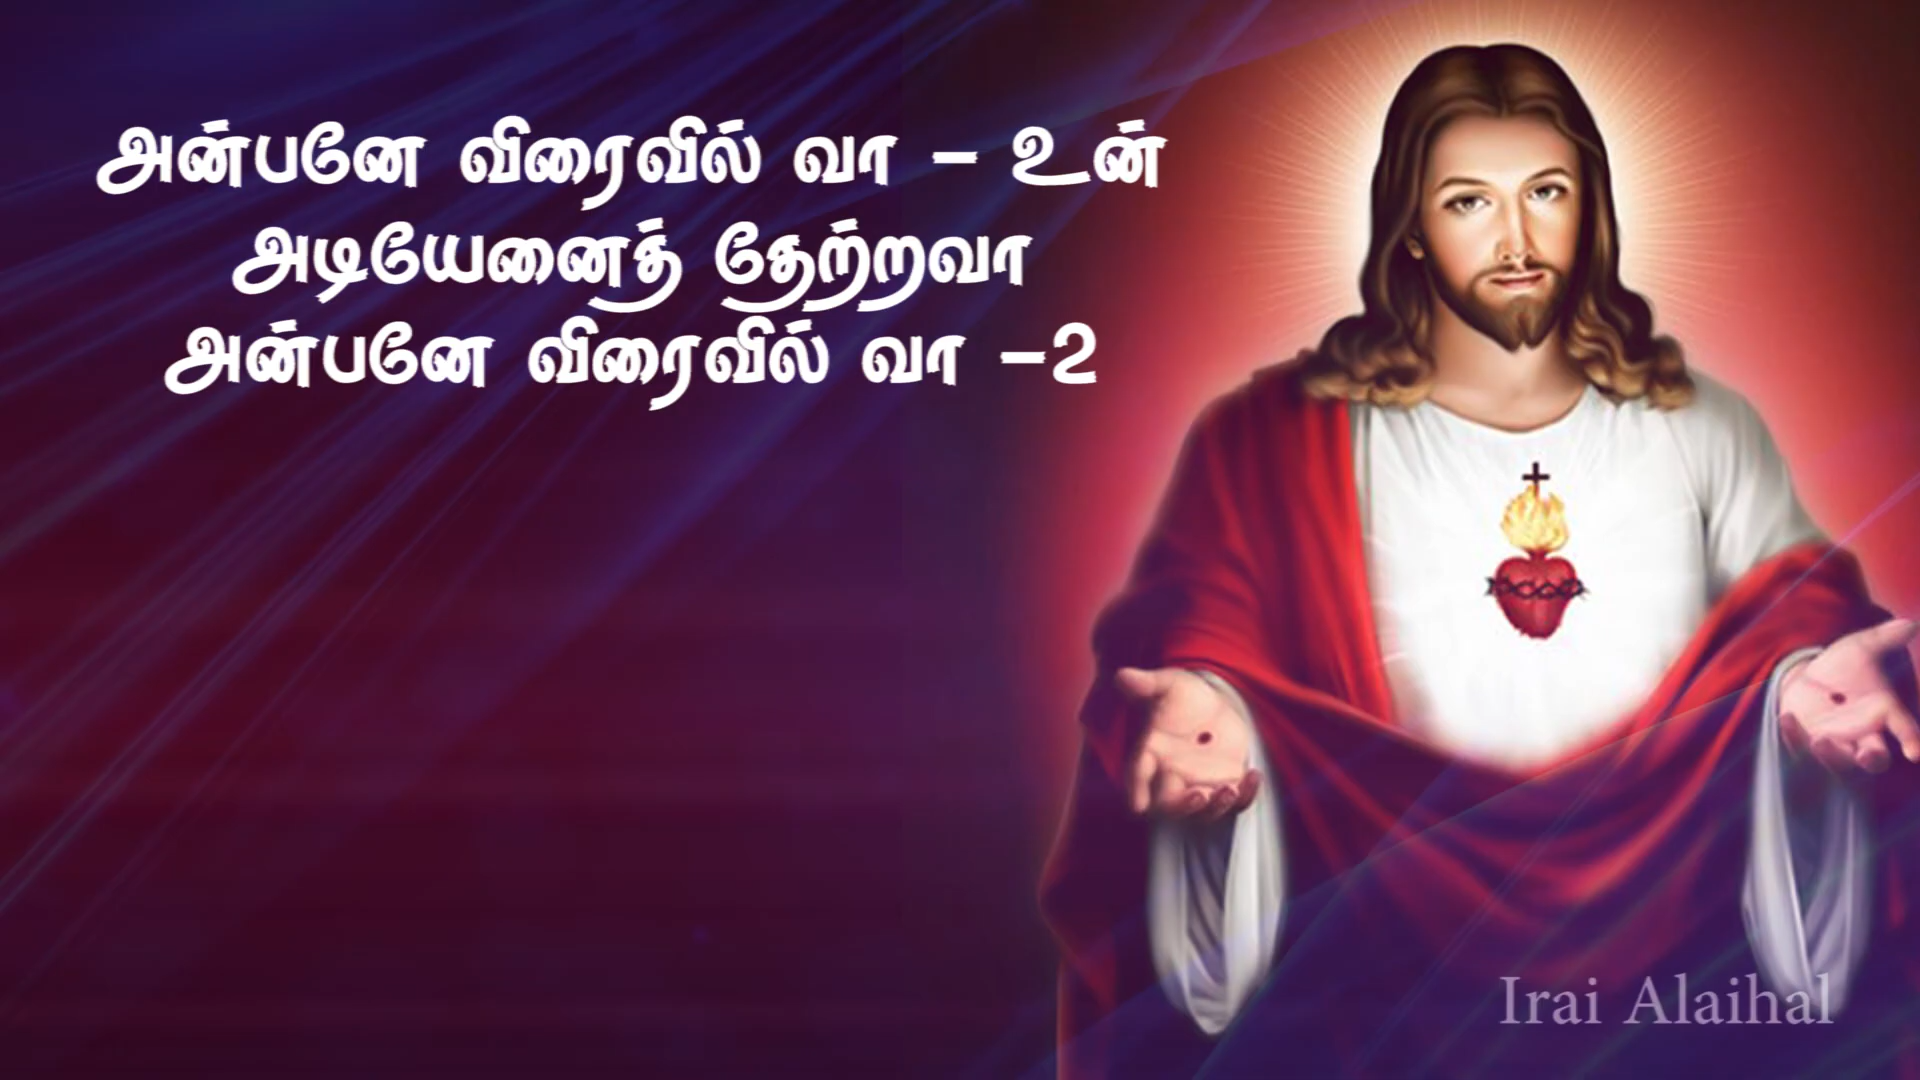 அன்பனே விரைவில் வா - உன்
அடியேனைத் தேற்றவா
அன்பனே விரைவில் வா -2
Irai Alaihal